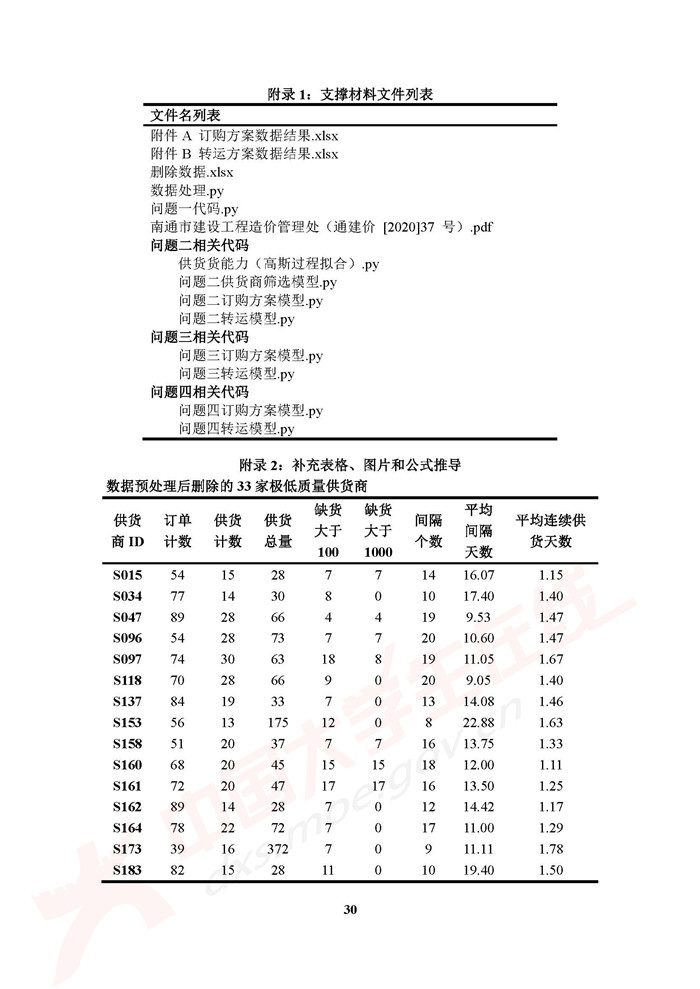 附录 1：支撑材料文件列表
文件名列表
附件 A 订购方案数据结果.xlsx
附件 B 转运方案数据结果.xlsx
删除数据.xlsx
数据处理.py
问题一代码.py
南通市建设工程造价管理处（通建价 [2020]37 号）.pdf
问题二相关代码
供货货能力（高斯过程拟合）.py
问题二供货商筛选模型.py
问题二订购方案模型.py
问题二转运模型.py
问题三相关代码
问题三订购方案模型.py
问题三转运模型.py
问题四相关代码
问题四订购方案模型.py
问题四转运模型.py
附录 2：补充表格、图片和公式推导
数据预处理后删除的 33 家极低质量供货商
供货商 ID 订单计数 供货计数 供货总量 缺货大于 100 缺货大于 1000 间隔个数 平均间隔天数 平均连续供货天数
S015 54 15 28 7 7 14 16.07 1.15
S034 77 14 30 8 0 10 17.40 1.40
S047 89 28 66 4 4 19 9.53 1.47
S096 54 28 73 7 7 20 10.60 1.47
S097 74 30 63 18 8 19 11.05 1.67
S118 70 28 66 9 0 20 9.05 1.40
S137 84 19 33 7 0 13 14.08 1.46
S153 56 13 175 12 0 8 22.88 1.63
S158 51 20 37 7 7 16 13.75 1.33
S160 68 20 45 15 15 18 12.00 1.11
S161 72 20 47 17 17 16 13.50 1.25
S162 89 14 28 7 0 12 14.42 1.17
S164 78 22 72 7 0 17 11.00 1.29
S173 39 16 372 7 0 9 11.11 1.78
S183 82 15 28 11 0 10 19.40 1.50
中国大学生在线
dxs.moe.gov.cn
30